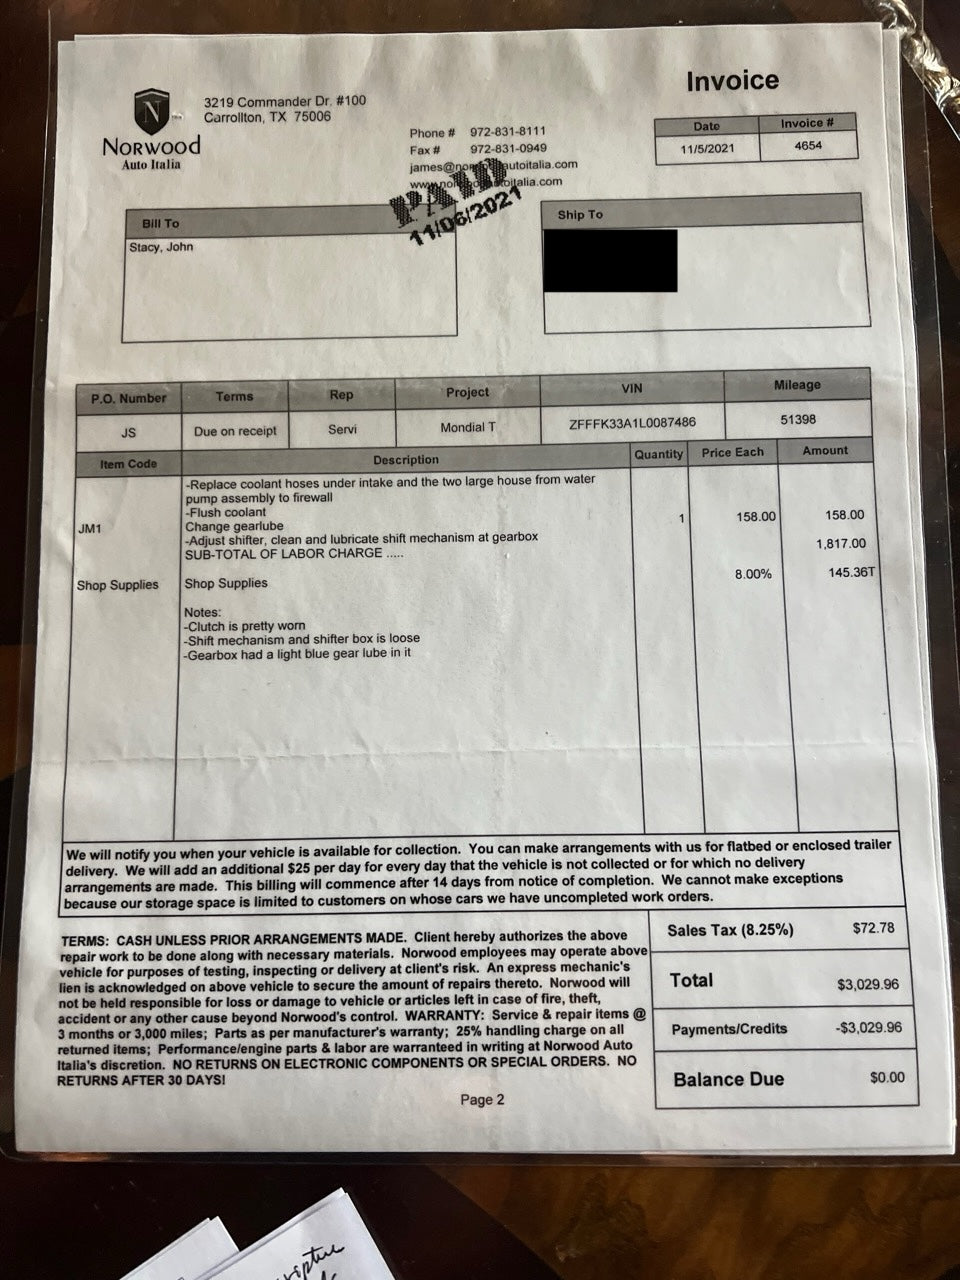 Invoice
N
Norwood
Auto Italia
3219 Commander Dr. #100
Carrollton, TX 75006
Phone # 972-831-8111
Fax # 972-831-0949
james@norwoodautoitalia.com
www.norwoodautoitalia.com
PAID
11/06/2021
Date Invoice #
11/5/2021 4654
Bill To
Stacy, John
Ship To
P.O. Number Terms Rep Project VIN Mileage
JS Due on receipt Servi Mondial T ZFFFK33A1L0087486 51398
Item Code Description Quantity Price Each Amount
-Replace coolant hoses under intake and the two large house from water
pump assembly to firewall
-Flush coolant
JM1 Change gearlube 1 158.00 158.00
-Adjust shifter, clean and lubricate shift mechanism at gearbox
SUB-TOTAL OF LABOR CHARGE ..... 1,817.00
Shop Supplies Shop Supplies 8.00% 145.36T
Notes:
-Clutch is pretty worn
-Shift mechanism and shifter box is loose
-Gearbox had a light blue gear lube in it
We will notify you when your vehicle is available for collection. You can make arrangements with us for flatbed or enclosed trailer
delivery. We will add an additional $25 per day for every day that the vehicle is not collected or for which no delivery
arrangements are made. This billing will commence after 14 days from notice of completion. We cannot make exceptions
because our storage space is limited to customers on whose cars we have uncompleted work orders.
TERMS: CASH UNLESS PRIOR ARRANGEMENTS MADE. Client hereby authorizes the above
repair work to be done along with necessary materials. Norwood employees may operate above
vehicle for purposes of testing, inspecting or delivery at client's risk. An express mechanic's
lien is acknowledged on above vehicle to secure the amount of repairs thereto. Norwood will
not be held responsible for loss or damage to vehicle or articles left in case of fire, theft,
accident or any other cause beyond Norwood's control. WARRANTY: Service & repair items @
3 months or 3,000 miles; Parts as per manufacturer's warranty; 25% handling charge on all
returned items; Performance/engine parts & labor are warranteed in writing at Norwood Auto
Italia's discretion. NO RETURNS ON ELECTRONIC COMPONENTS OR SPECIAL ORDERS. NO
RETURNS AFTER 30 DAYS!
Sales Tax (8.25%) $72.78
Total $3,029.96
Payments/Credits -$3,029.96
Balance Due $0.00
Page 2